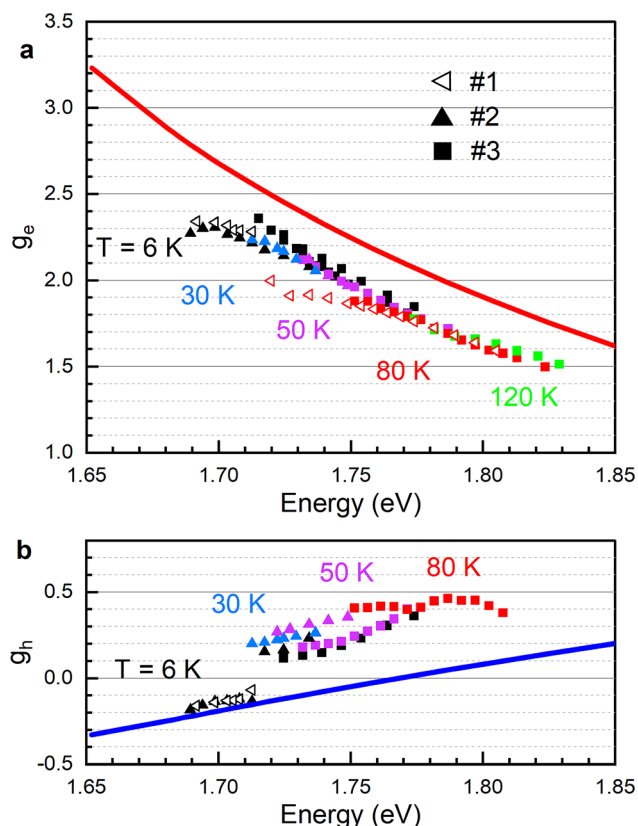 a
3.5
3.0
2.5
2.0
1.5
1.0
g_e
#1
#2
#3
T = 6 K
30 K
50 K
80 K
120 K
1.65 1.70 1.75 1.80 1.85
Energy (eV)
b
0.5
0.0
-0.5
g_h
30 K
50 K
80 K
T = 6 K
1.65 1.70 1.75 1.80 1.85
Energy (eV)